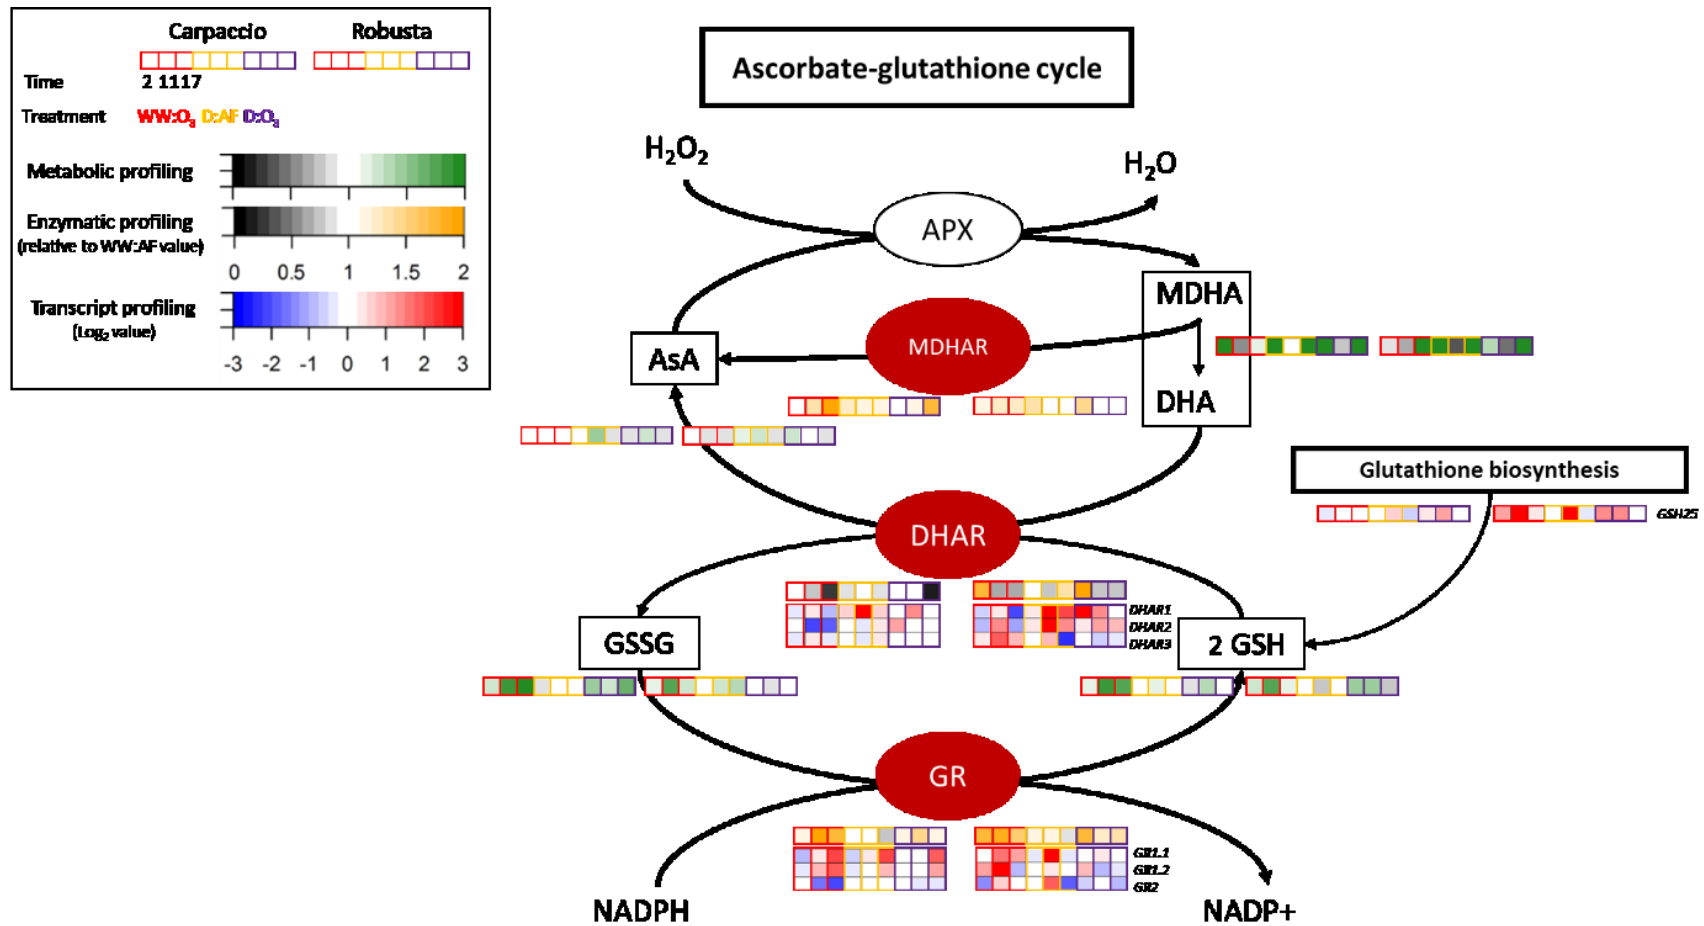 Carpaccio Robusta
Time 2 1117
Treatment WW:O3 D:AF D:O3
Metabolic profiling
Enzymatic profiling
(relative to WW:AF value)
0 0.5 1 1.5 2
Transcript profiling
(Log2 value)
-3 -2 -1 0 1 2 3
Ascorbate-glutathione cycle
H2O2
H2O
APX
MDHA
MDHAR
AsA
DHA
Glutathione biosynthesis
GSH25
DHAR
DHAR1
DHAR2
DHAR3
GSSG
2 GSH
GR
GR1.1
GR1.2
GR2
NADPH
NADP+